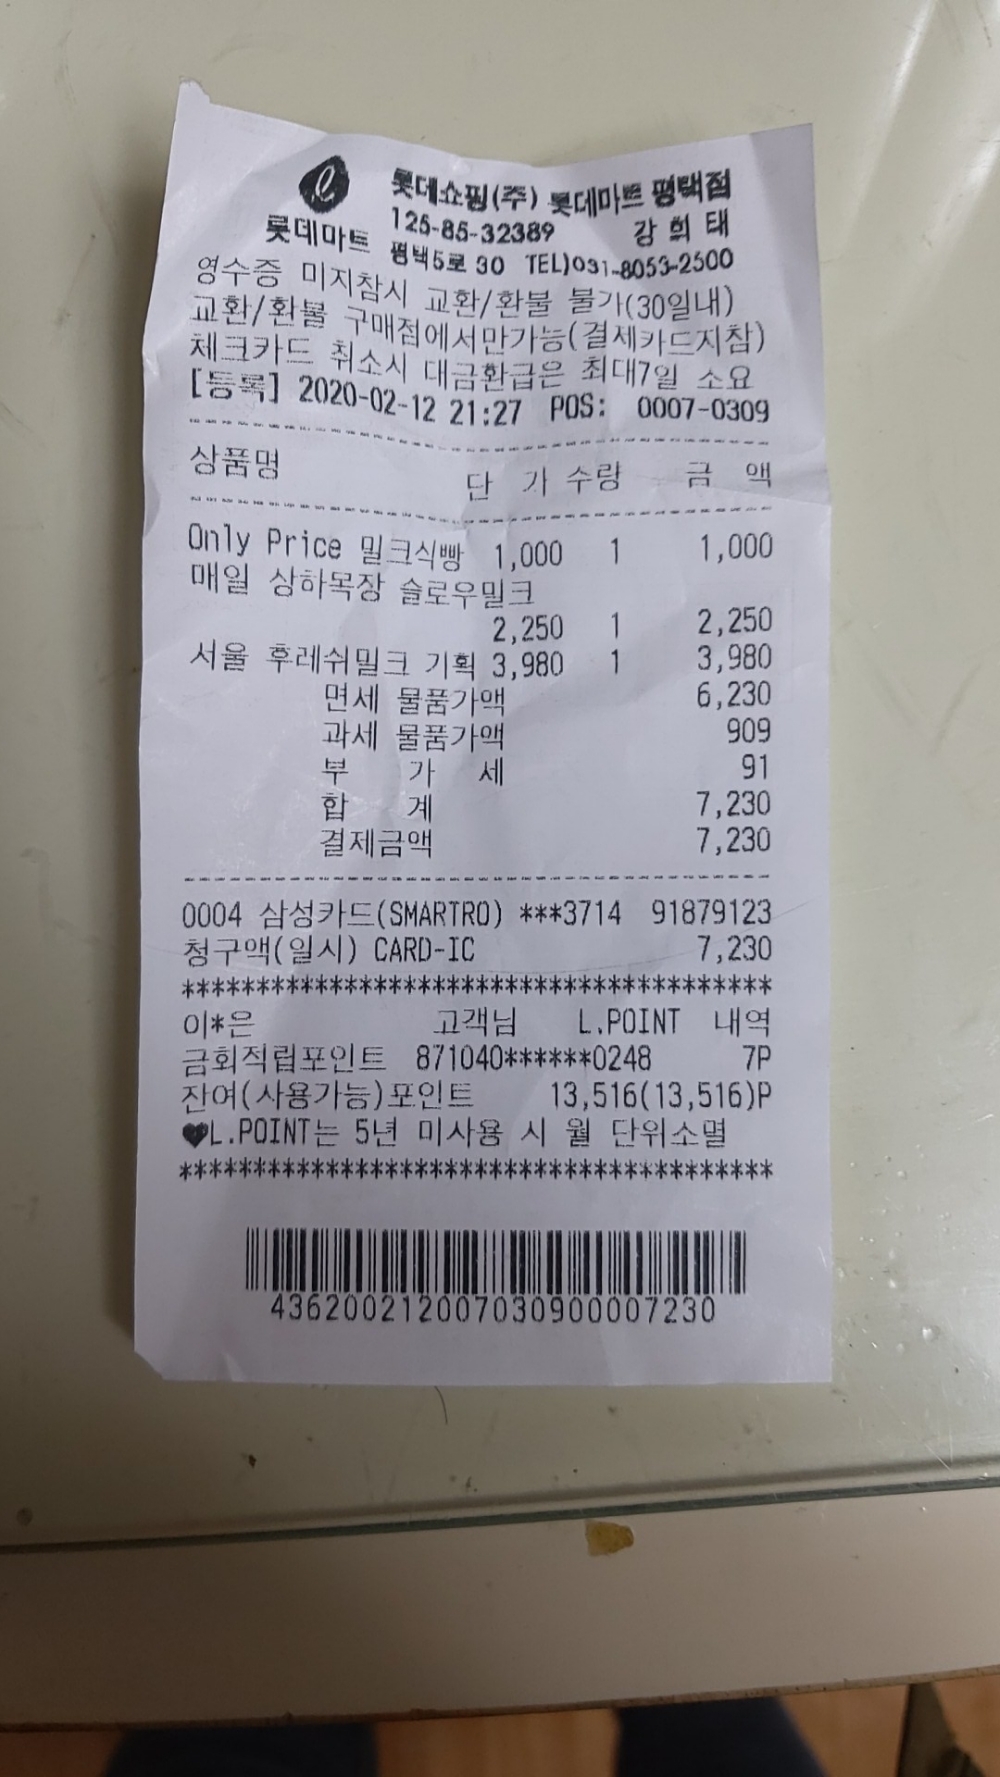 롯데쇼핑(주) 롯데마트 평택점
롯데마트 125-85-32389 강 희 태
평택5로 30 TEL)031-8053-2500
영수증 미지참시 교환/환불 불가(30일내)
교환/환불 구매점에서만가능(결제카드지참)
체크카드 취소시 대금환급은 최대7일 소요
[등록] 2020-02-12 21:27 POS: 0007-0309
상품명 단 가 수량 금 액
Only Price 밀크식빵 1,000 1 1,000
매일 상하목장 슬로우밀크
2,250 1 2,250
서울 후레쉬밀크 기획 3,980 1 3,980
면세 물품가액 6,230
과세 물품가액 909
부 가 세 91
합 계 7,230
결제금액 7,230
0004 삼성카드(SMARTRO) ***3714 91879123
청구액(일시) CARD-IC 7,230
****************************************
이*은 고객님 L.POINT 내역
금회적립포인트 871040******0248 7P
잔여(사용가능)포인트 13,516(13,516)P
♥L.POINT는 5년 미사용 시 월 단위소멸
****************************************
436200212007030900007230